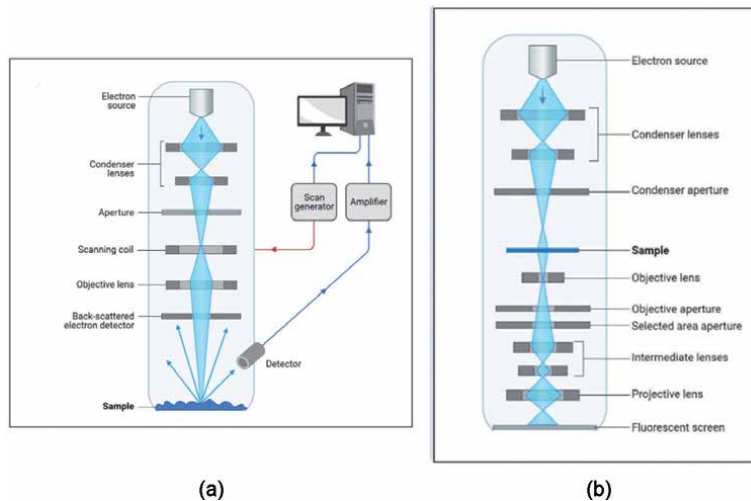 Electron
source
Condenser
lenses
Aperture
Scanning coil
Objective lens
Back-scattered
electron detector
Sample
Scan
generator
Amplifier
Detector
(a)
Electron source
Condenser lenses
Condenser aperture
Sample
Objective lens
Objective aperture
Selected area aperture
Intermediate lenses
Projective lens
Fluorescent screen
(b)